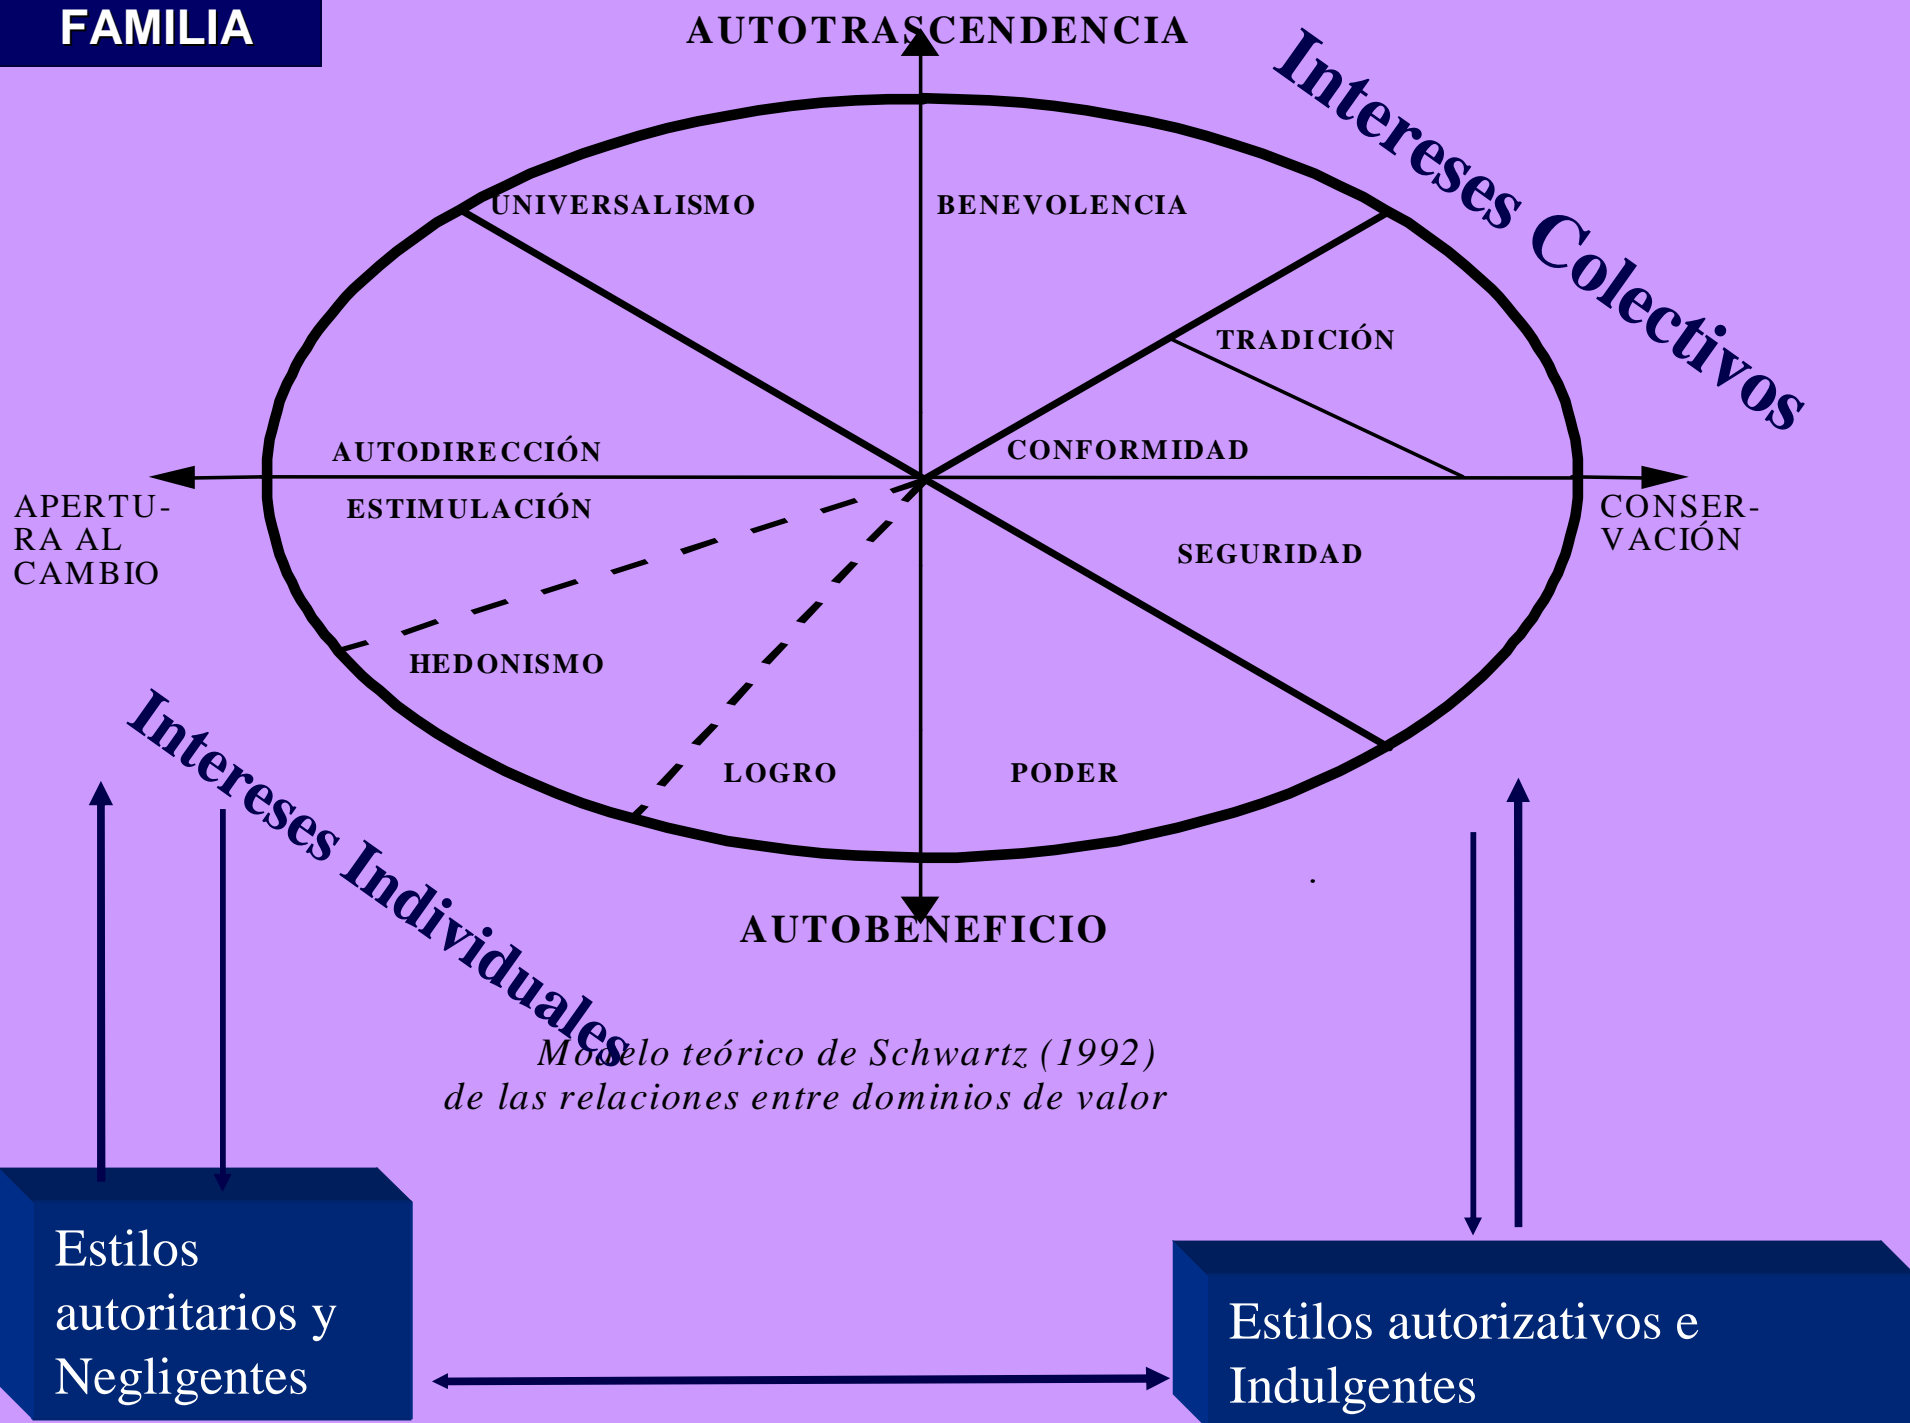 FAMILIA
AUTOTRASCENDENCIA
Intereses Colectivos
UNIVERSALISMO
BENEVOLENCIA
TRADICIÓN
AUTODIRECCIÓN
CONFORMIDAD
APERTU-
RA AL
CAMBIO
ESTIMULACIÓN
CONSER-
VACIÓN
SEGURIDAD
HEDONISMO
LOGRO
PODER
Intereses Individuales
AUTOBENEFICIO
Modelo teórico de Schwartz (1992)
de las relaciones entre dominios de valor
Estilos
autoritarios y
Negligentes
Estilos autorizativos e
Indulgentes